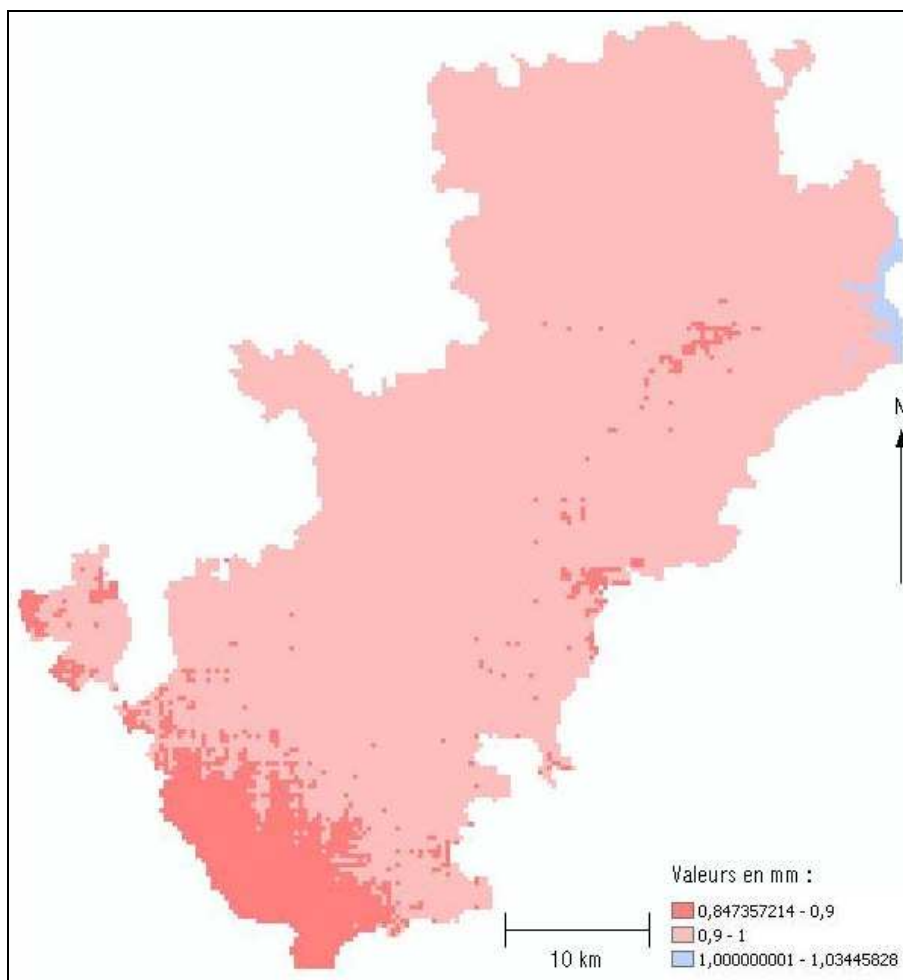 N
Valeurs en mm :
0,847357214 - 0,9
0,9 - 1
1,000000001 - 1,03445828
10 km